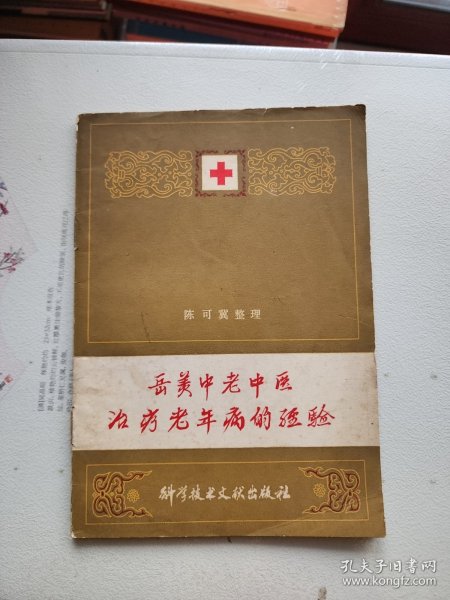 陈可冀整理
岳美中老中医
治疗老年病的经验
科学技术文献出版社
孔夫子旧书网
www.kongfz.com